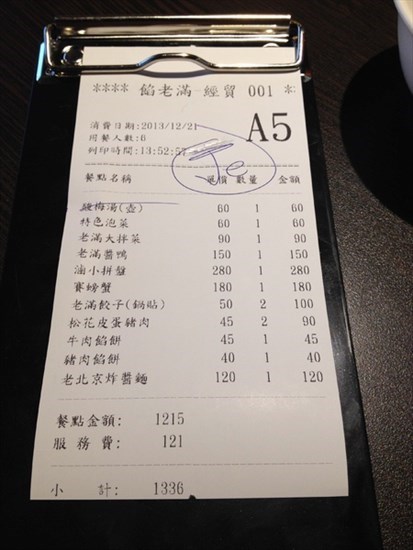 **** 餡老滿-經貿 001 *
消費日期:2013/12/21
用餐人數:6
列印時間:13:52:57
A5
餐點名稱 單價 數量 金額
酸梅湯(壺) 60 1 60
特色泡菜 60 1 60
老滿大拌菜 90 1 90
老滿醬鴨 150 1 150
滷小拼盤 280 1 280
賽螃蟹 180 1 180
老滿餃子(鍋貼) 50 2 100
松花皮蛋豬肉 45 2 90
牛肉餡餅 45 1 45
豬肉餡餅 40 1 40
老北京炸醬麵 120 1 120
餐點金額: 1215
服務費: 121
小 計: 1336